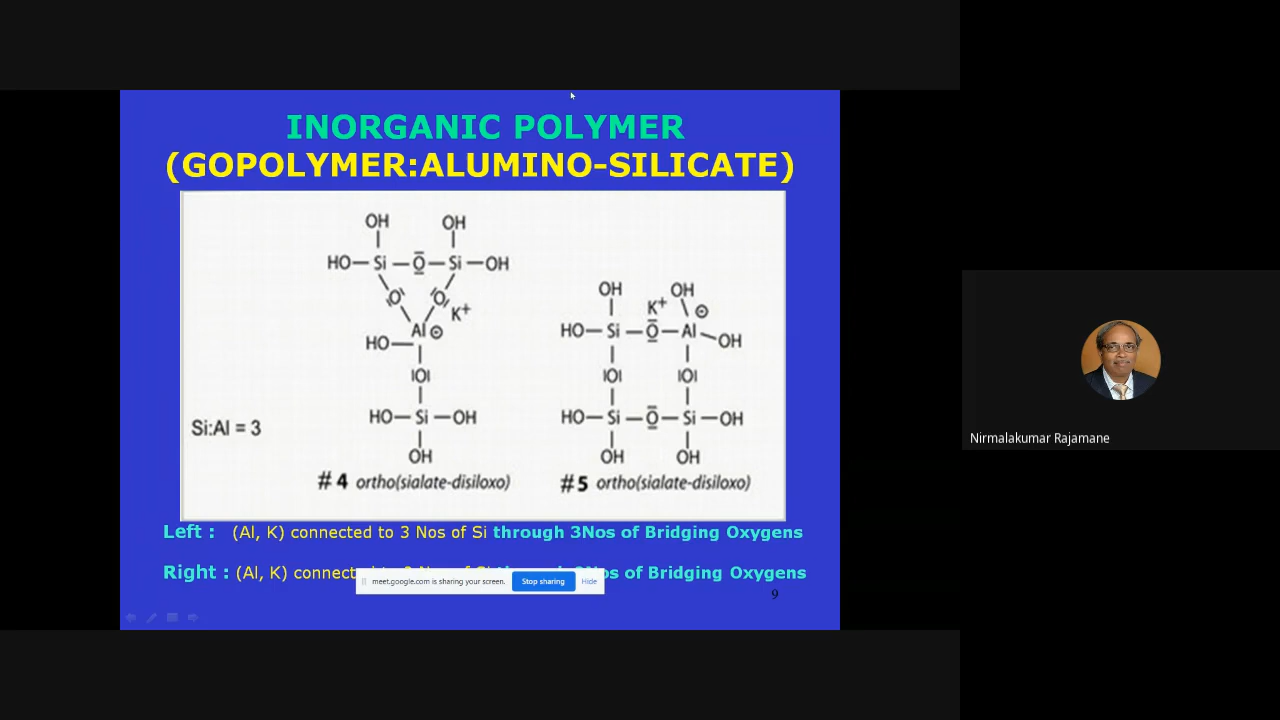 INORGANIC POLYMER
(GOPOLYMER:ALUMINO-SILICATE)
OH OH
HO— Si —O— Si —OH
O O K+
Al ⊖
HO—
IOI
HO— Si —OH
OH
#4 ortho(sialate-disiloxo)
OH K+ OH ⊖
HO— Si —O— Al —OH
IOI IOI
HO— Si —O— Si —OH
OH OH
#5 ortho(sialate-disiloxo)
Si:Al = 3
Left : (Al, K) connected to 3 Nos of Si through 3Nos of Bridging Oxygens
Right : (Al, K) connect os of Bridging Oxygens
meet.google.com is sharing your screen. Stop sharing Hide
9
Nirmalakumar Rajamane